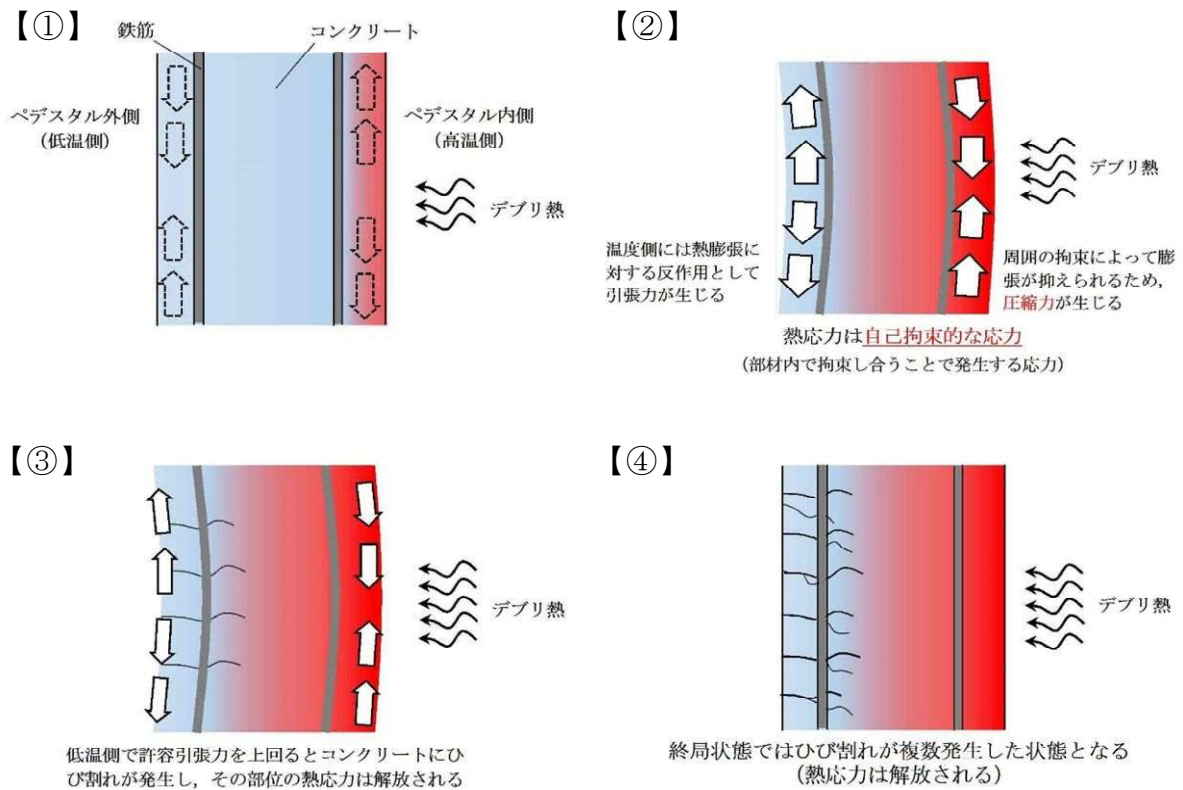 【①】
鉄筋
コンクリート
ペデスタル外側
(低温側)
ペデスタル内側
(高温側)
デブリ熱
【②】
デブリ熱
温度側には熱膨張に
対する反作用として
引張力が生じる
周囲の拘束によって膨
張が抑えられるため,
圧縮力が生じる
熱応力は自己拘束的な応力
(部材内で拘束し合うことで発生する応力)
【③】
デブリ熱
低温側で許容引張力を上回るとコンクリートにひ
び割れが発生し,その部位の熱応力は解放される
【④】
デブリ熱
終局状態ではひび割れが複数発生した状態となる
(熱応力は解放される)